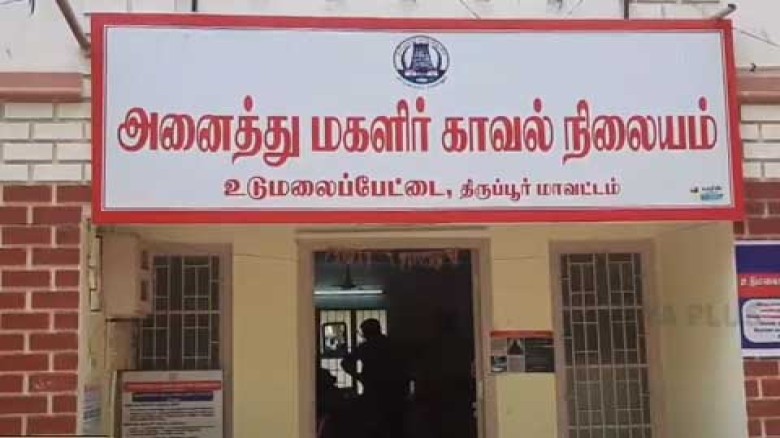 அனைத்து மகளிர் காவல் நிலையம்
உடுமலைப்பேட்டை, திருப்பூர் மாவட்டம்